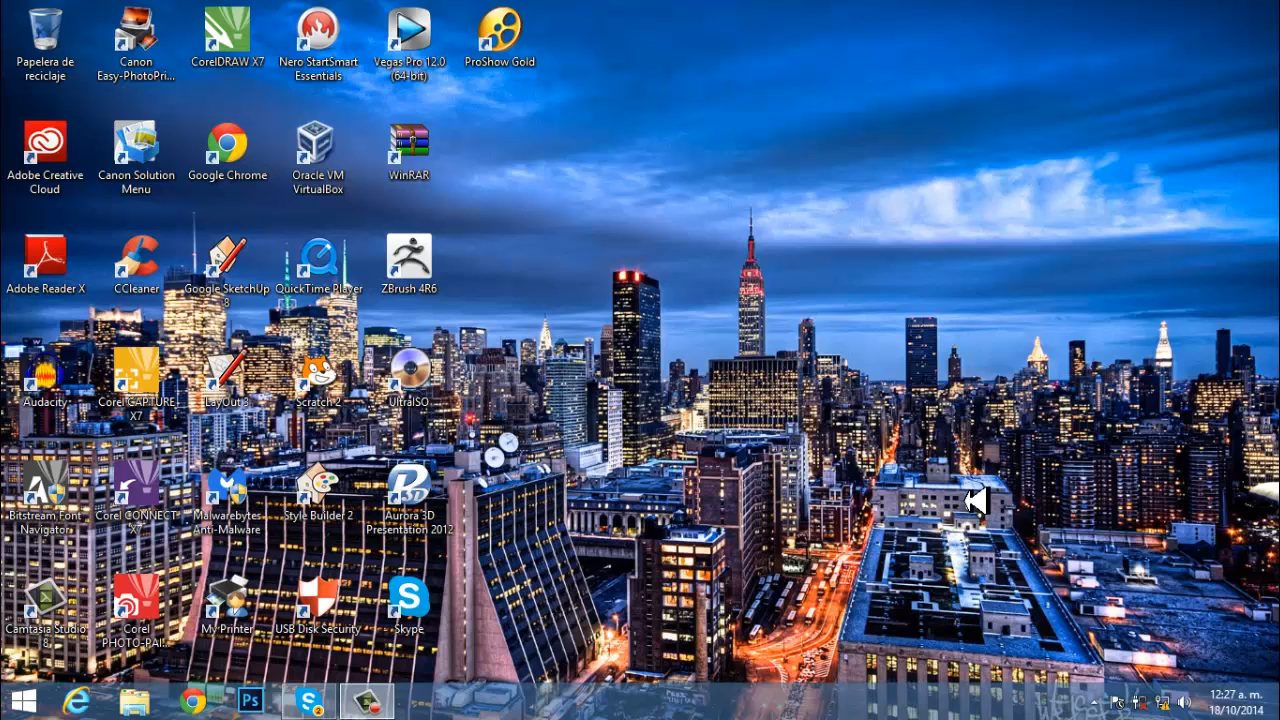 Papelera de
reciclaje
Canon
Easy-PhotoPri...
CorelDRAW X7
Nero StartSmart
Essentials
Vegas Pro 12.0
(64-bit)
ProShow Gold
Adobe Creative
Cloud
Canon Solution
Menu
Google Chrome
Oracle VM
VirtualBox
WinRAR
Adobe Reader X
CCleaner
Google SketchUp
8
QuickTime Player
ZBrush 4R6
Audacity
Corel CAPTURE
X7
LayOut 3
Scratch 2
UltraISO
Bitstream Font
Navigator
Corel CONNECT
X7
Malwarebytes
Anti-Malware
Style Builder 2
Aurora 3D
Presentation 2012
Camtasia Studio
8
Corel
PHOTO-PAI...
My Printer
USB Disk Security
Skype
Ps
2
12:27 a. m.
18/10/2014